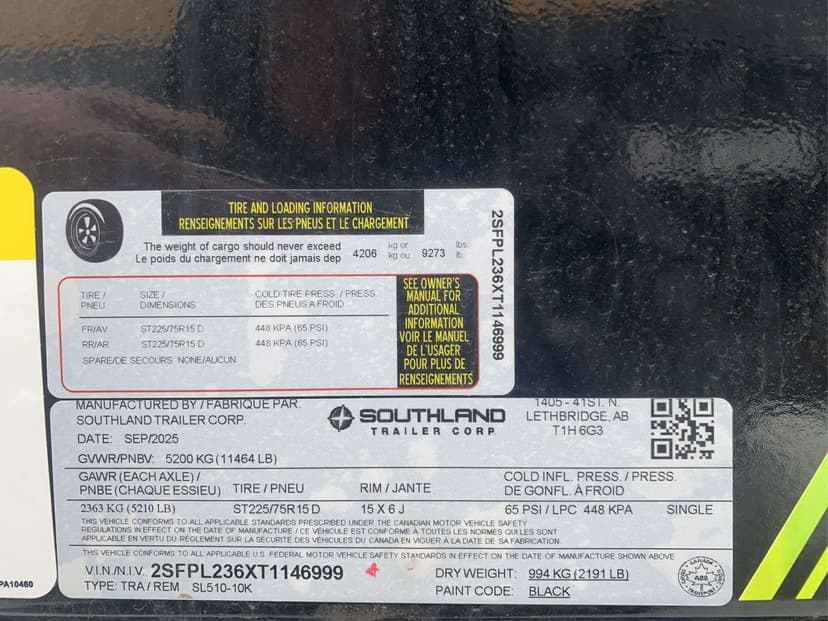 TIRE AND LOADING INFORMATION
RENSEIGNEMENTS SUR LES PNEUS ET LE CHARGEMENT
The weight of cargo should never exceed 4206 kg or 9273 lbs.
Le poids du chargement ne doit jamais dep kg ou lb
TIRE / SIZE / COLD TIRE PRESS. / PRESS.
PNEU DIMENSIONS DES PNEUS A FROID
FR/AV ST225/75R15 D 448 KPA (65 PSI)
RR/AR ST225/75R15 D 448 KPA (65 PSI)
SPARE/DE SECOURS NONE/AUCUN
SEE OWNER'S
MANUAL FOR
ADDITIONAL
INFORMATION
VOIR LE MANUEL
DE L'USAGER
POUR PLUS DE
RENSEIGNEMENTS
2SFPL236XT1146999
MANUFACTURED BY / FABRIQUE PAR.
SOUTHLAND TRAILER CORP.
DATE: SEP/2025
GVWR/PNBV: 5200 KG (11464 LB)
SOUTHLAND
TRAILER CORP.
1405 - 41 ST. N.
LETHBRIDGE, AB
T1H 6G3
GAWR (EACH AXLE) / COLD INFL. PRESS. / PRESS.
PNBE (CHAQUE ESSIEU) TIRE / PNEU RIM / JANTE DE GONFL. À FROID
2363 KG (5210 LB) ST225/75R15 D 15 X 6 J 65 PSI / LPC 448 KPA SINGLE
THIS VEHICLE CONFORMS TO ALL APPLICABLE STANDARDS PRESCRIBED UNDER THE CANADIAN MOTOR VEHICLE SAFETY
REGULATIONS IN EFFECT ON THE DATE OF MANUFACTURE / CE VÉHICULE EST CONFORME À TOUTES LES NORMES QUI LES SONT
APPLICABLE EN VERTU DU RÈGLEMENT SUR LA SÉCURITÉ DES VÉHICULES DU CANADA EN VIGUER A LA DATE DE SA FABRICATION.
THIS VEHICLE CONFORMS TO ALL APPLICABLE U.S. FEDERAL MOTOR VEHICLE SAFETY STANDARDS IN EFFECT ON THE DATE OF MANUFACTURE SHOWN ABOVE
V.I.N./N.I.V. 2SFPL236XT1146999 DRY WEIGHT: 994 KG (2191 LB)
TYPE: TRA / REM SL510-10K PAINT CODE: BLACK
CANADA
ABS
TRANSPORT
PA10460